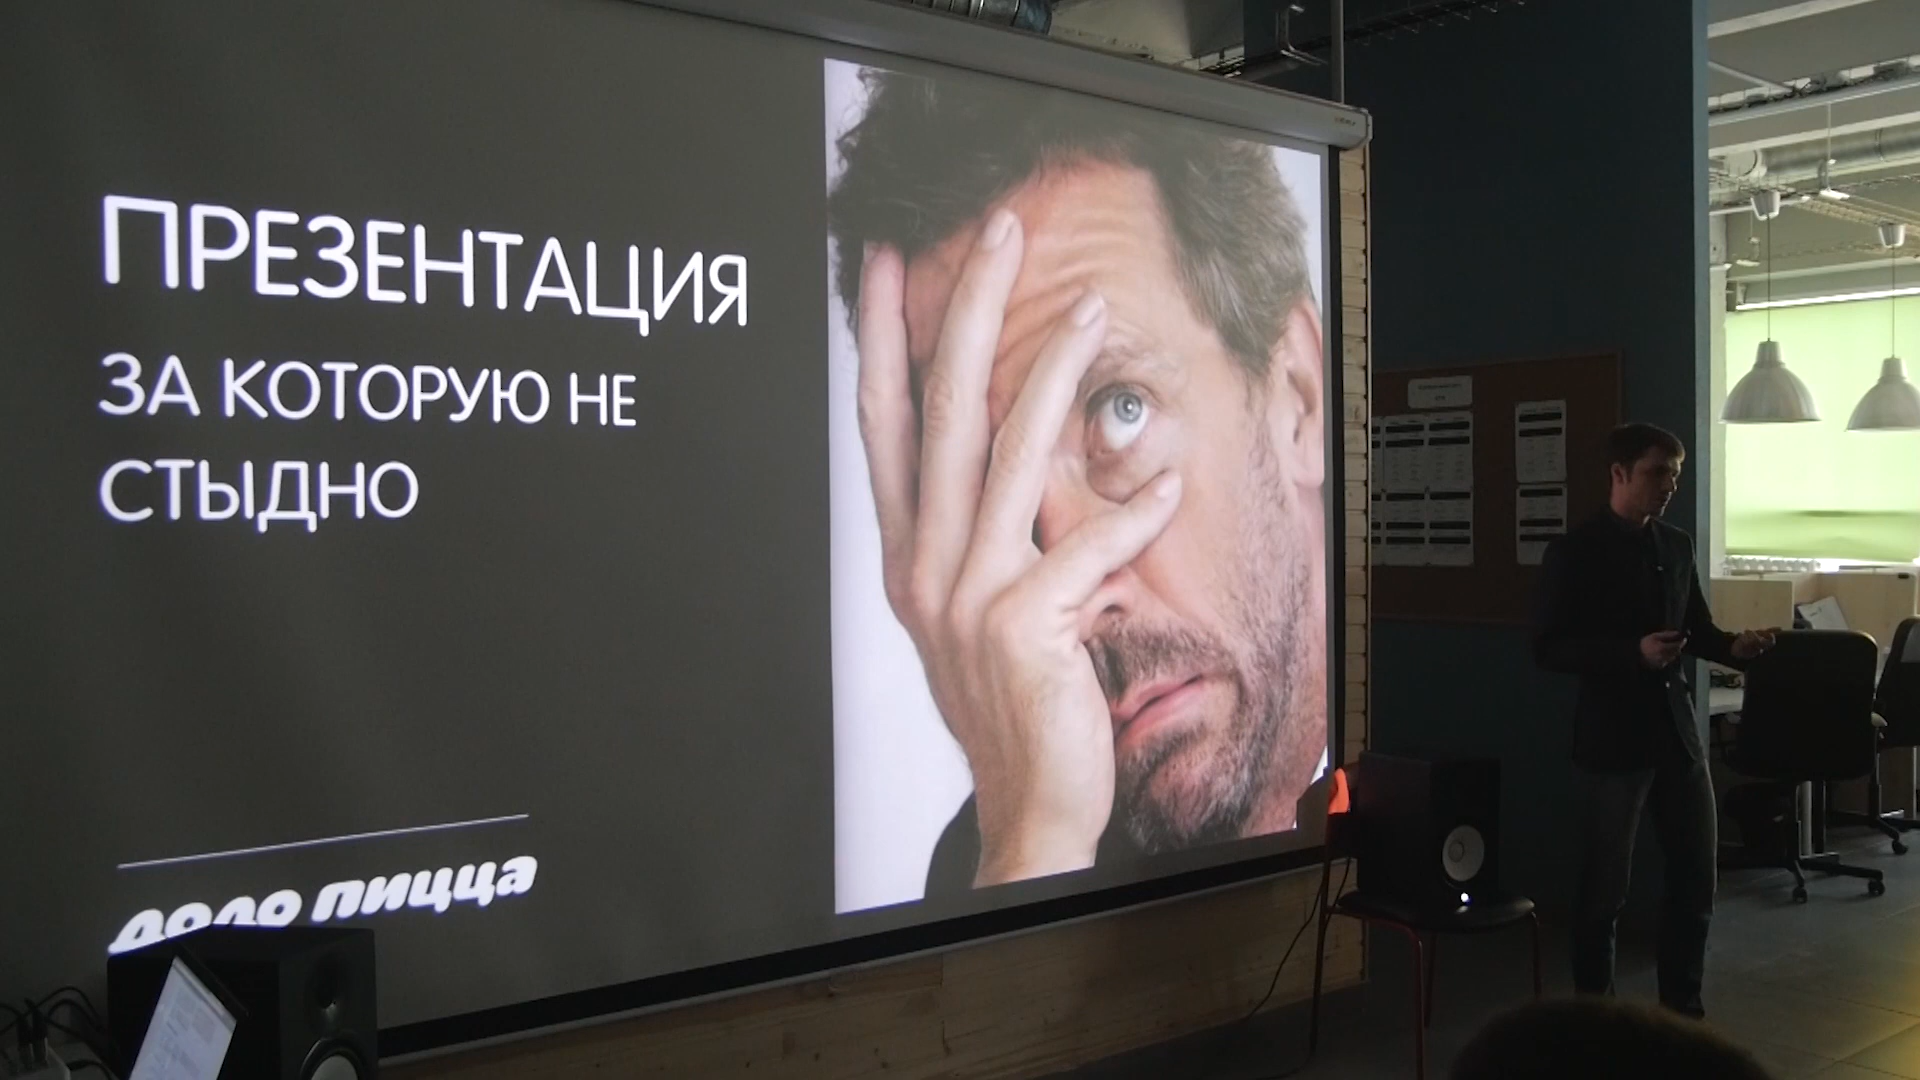 ПРЕЗЕНТАЦИЯ
ЗА КОТОРУЮ НЕ
СТЫДНО
додо пицца